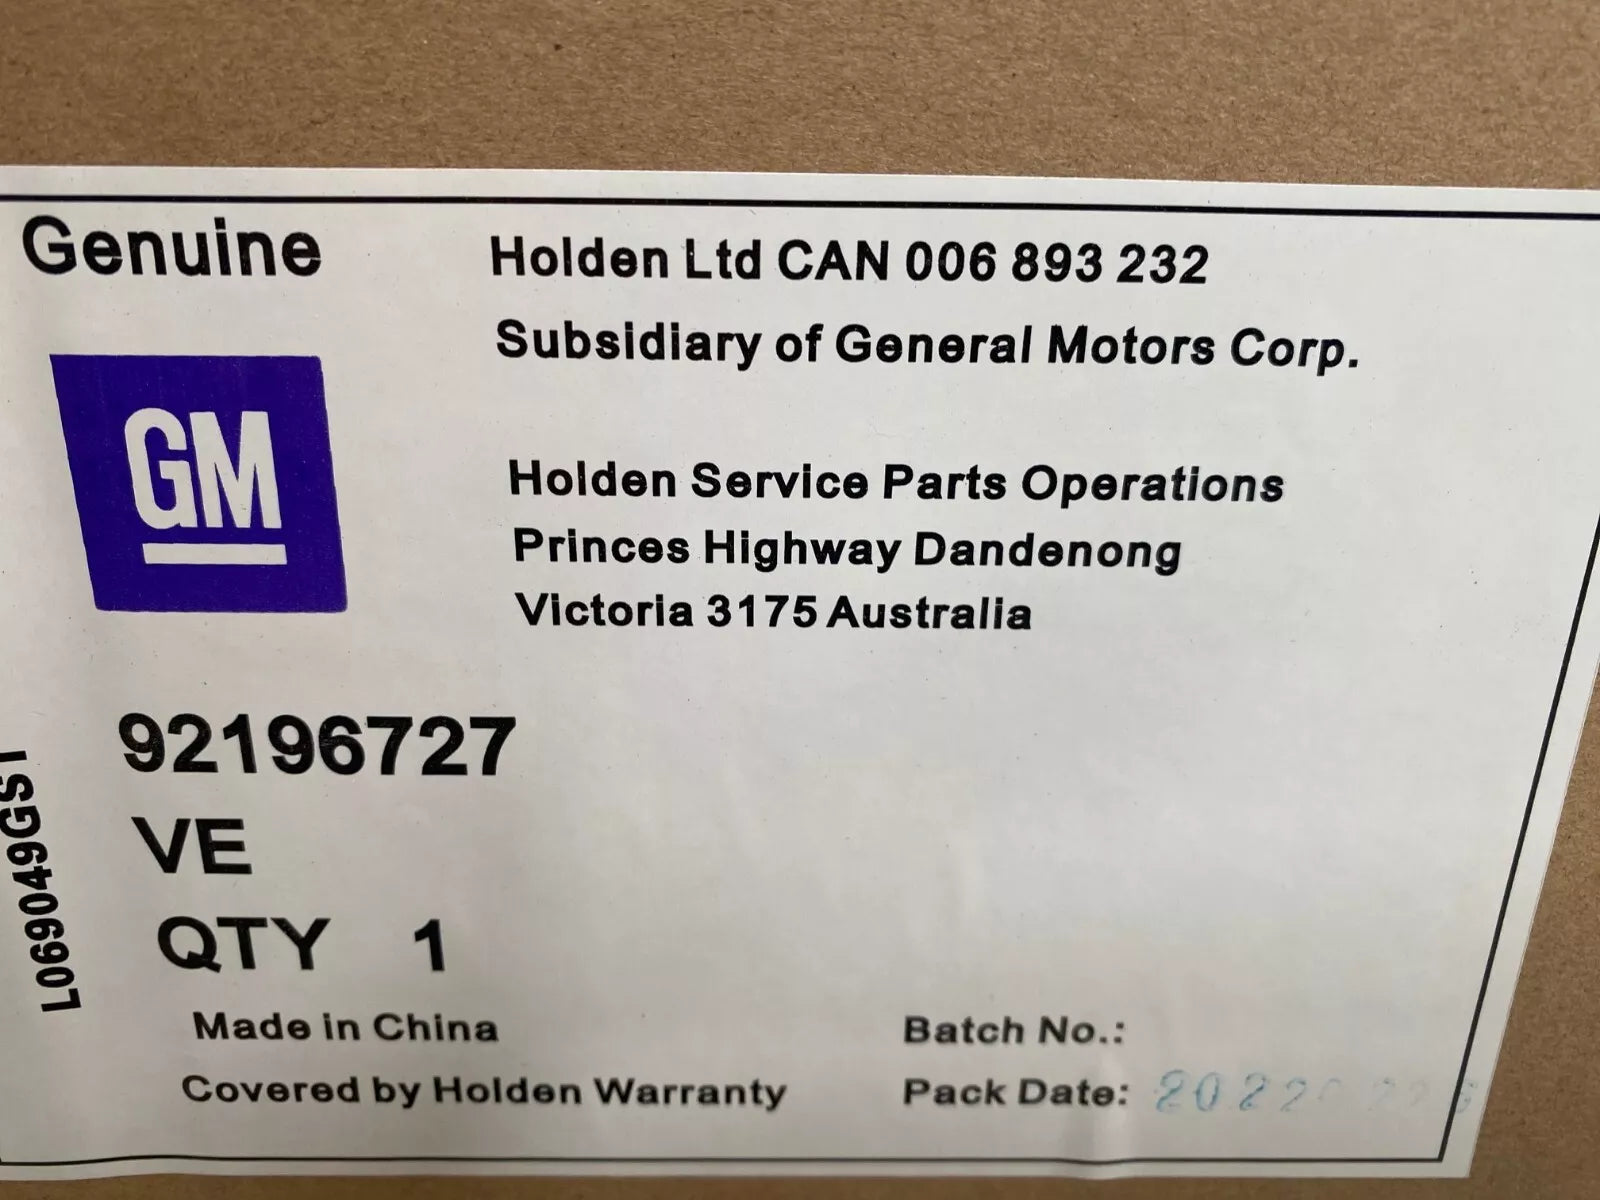 Genuine
Holden Ltd CAN 006 893 232
Subsidiary of General Motors Corp.
GM
Holden Service Parts Operations
Princes Highway Dandenong
Victoria 3175 Australia
92196727
VE
QTY 1
L069049GST
Made in China
Batch No.:
Covered by Holden Warranty
Pack Date: